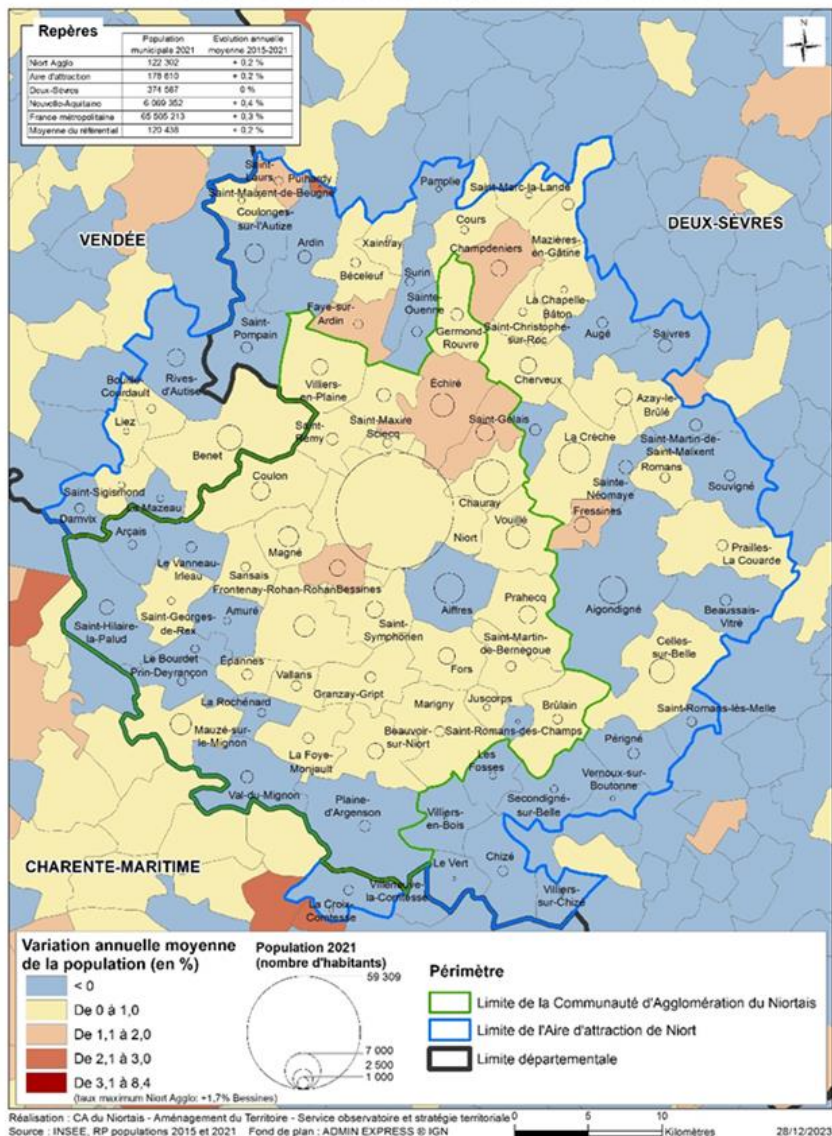 Repères
Population municipale 2021
Evolution annuelle moyenne 2015-2021
Niort Agglo 122 302 + 0,2 %
Aire d'attraction 178 610 + 0,2 %
Deux-Sèvres 374 587 0 %
Nouvelle-Aquitaine 6 069 352 + 0,4 %
France métropolitaine 65 505 213 + 0,3 %
Moyenne du référentiel 120 438 + 0,2 %
N
VENDÉE
DEUX-SÈVRES
CHARENTE-MARITIME
Saint-Laurs
Puihardy
Saint-Maixent-de-Beugné
Coulonges-sur-l'Autize
Ardin
Pamplie
Saint-Marc-la-Lande
Xaintray
Cours
Champdeniers
Mazières-en-Gâtine
Béceleuf
Surin
Sainte-Ouenne
La Chapelle-Bâton
Faye-sur-Ardin
Germond-Rouvre
Saint-Christophe-sur-Roc
Augé
Saivres
Saint-Pompain
Rives-d'Autise
Villiers-en-Plaine
Échiré
Cherveux
Bouillé-Courdault
Azay-le-Brûlé
Liez
Saint-Maxire
Saint-Gelais
Saint-Rémy
Sciecq
La Crèche
Saint-Martin-de-Saint-Maixent
Benet
Romans
Coulon
Sainte-Néomaye
Souvigné
Saint-Sigismond
Chauray
Le Mazeau
Damvix
Fressines
Arçais
Vouillé
Niort
Magné
Prailles-La Couarde
Le Vanneau-Irleau
Sansais
Frontenay-Rohan-Rohan
Bessines
Aiffres
Prahecq
Aigondigné
Beaussais-Vitré
Saint-Hilaire-la-Palud
Saint-Georges-de-Rex
Amuré
Saint-Symphorien
Saint-Martin-de-Bernegoue
Celles-sur-Belle
Le Bourdet
Prin-Deyrançon
Épannes
Vallans
Fors
Granzay-Gript
La Rochénard
Marigny
Juscorps
Brûlain
Saint-Romans-lès-Melle
Mauzé-sur-le-Mignon
Beauvoir-sur-Niort
Saint-Romans-des-Champs
La Foye-Monjault
Les Fosses
Périgné
Vernoux-sur-Boutonne
Val-du-Mignon
Plaine-d'Argenson
Secondigné-sur-Belle
Villiers-en-Bois
Le Vert
Chizé
Villeneuve-la-Comtesse
La Croix-Comtesse
Villiers-sur-Chizé
Variation annuelle moyenne
de la population (en %)
< 0
De 0 à 1,0
De 1,1 à 2,0
De 2,1 à 3,0
De 3,1 à 8,4
(taux maximum Niort Agglo: +1,7% Bessines)
Population 2021
(nombre d'habitants)
59 309
7 000
2 500
1 000
Périmètre
Limite de la Communauté d'Agglomération du Niortais
Limite de l'Aire d'attraction de Niort
Limite départementale
Réalisation : CA du Niortais - Aménagement du Territoire - Service observatoire et stratégie territoriale
Source : INSEE, RP populations 2015 et 2021 Fond de plan : ADMIN EXPRESS ® IGN
0 5 10
Kilomètres
28/12/2023